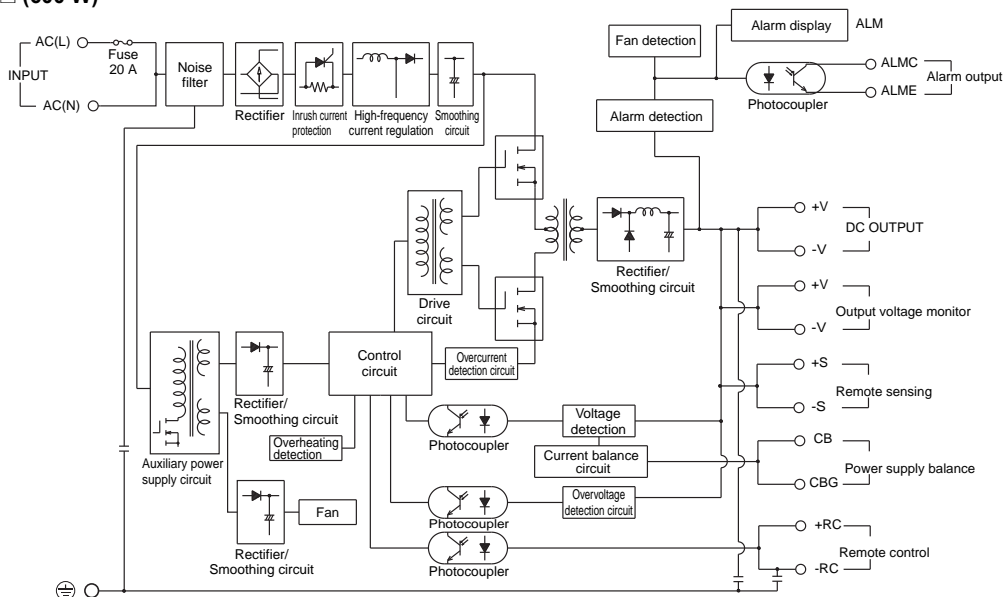 (600 W)
AC(L)
Fuse
20 A
INPUT
AC(N)
Noise
filter
Rectifier
Inrush current
protection
High-frequency
current regulation
Smoothing
circuit
Fan detection
Alarm display
ALM
ALMC
ALME
Alarm output
Photocoupler
Alarm detection
Drive
circuit
Rectifier/
Smoothing circuit
+V
-V
DC OUTPUT
+V
-V
Output voltage monitor
+S
-S
Remote sensing
CB
CBG
Power supply balance
+RC
-RC
Remote control
Control
circuit
Overcurrent
detection circuit
Rectifier/
Smoothing circuit
Auxiliary power
supply circuit
Overheating
detection
Photocoupler
Voltage
detection
Current balance
circuit
Photocoupler
Overvoltage
detection circuit
Photocoupler
Fan
Rectifier/
Smoothing circuit